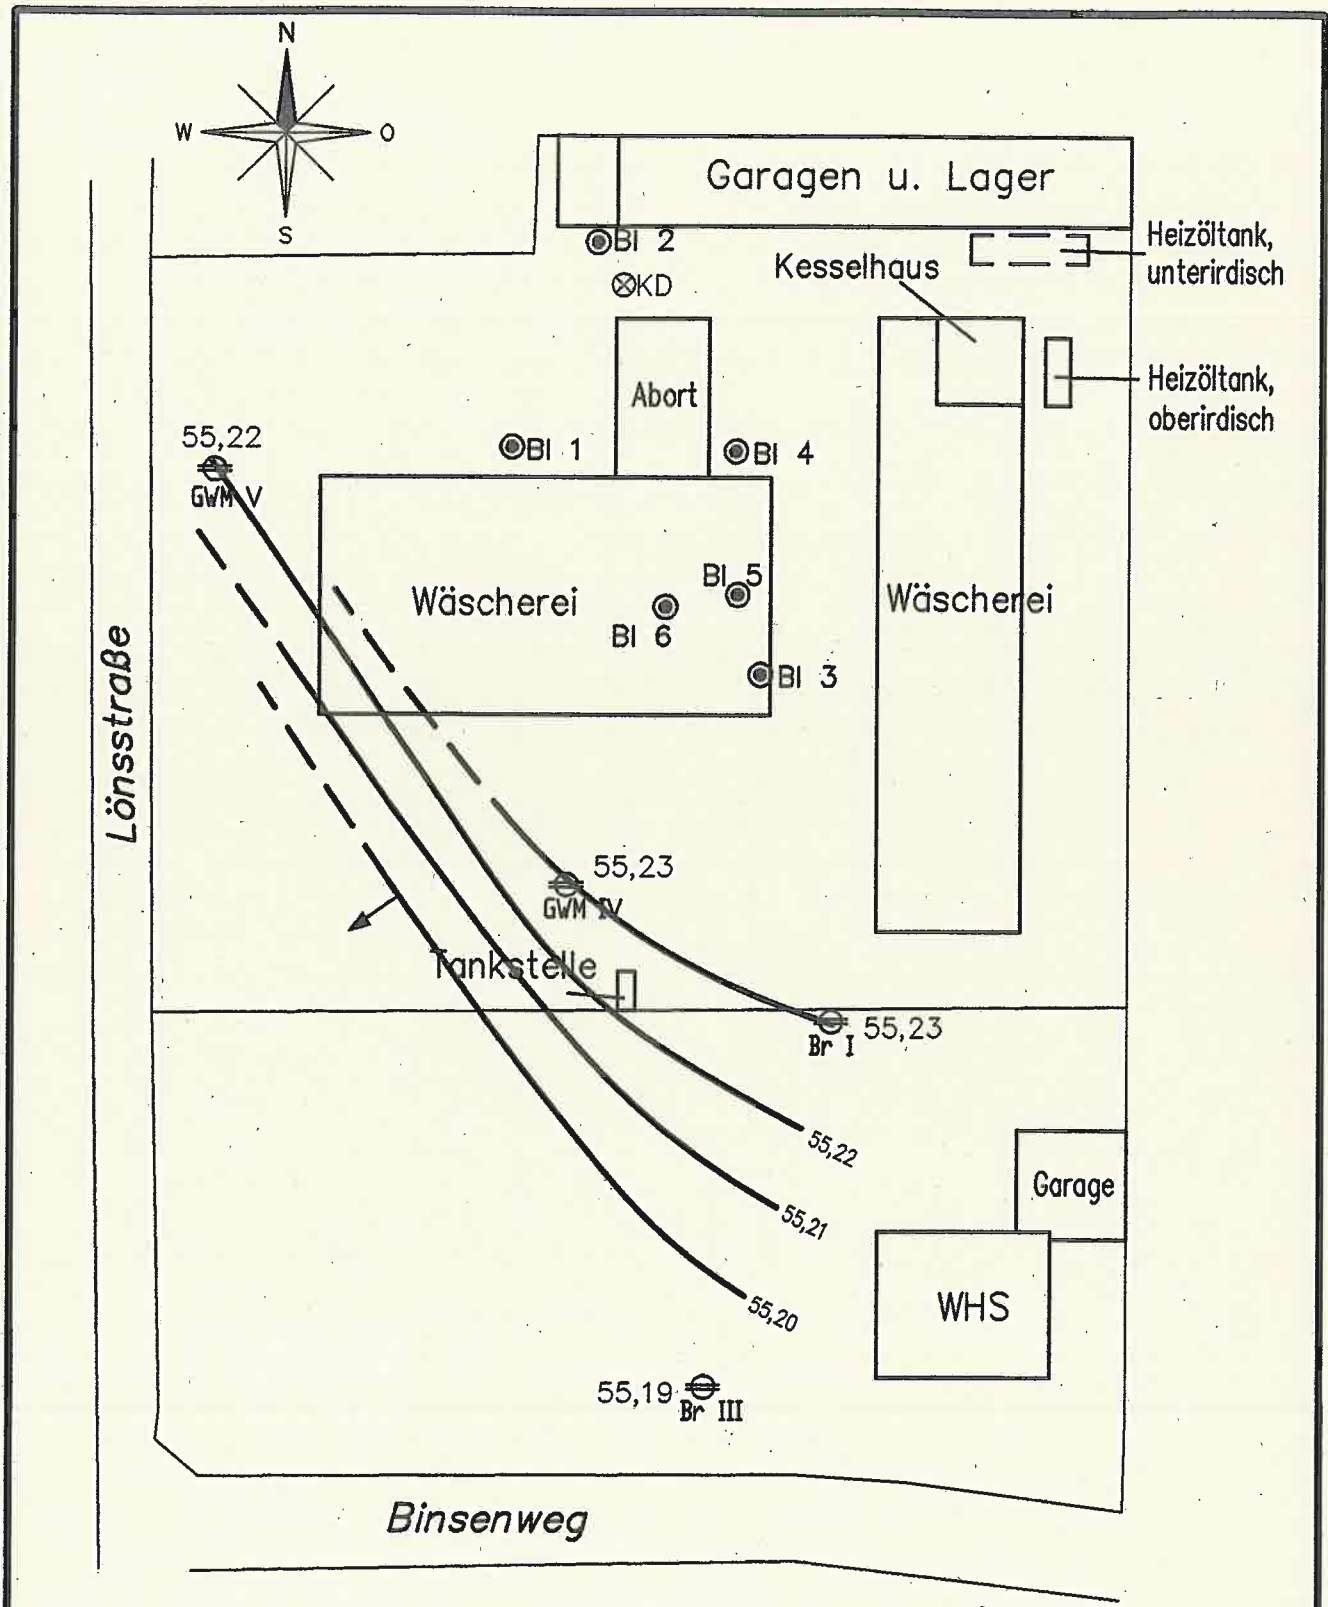 N
W
O
S
Garagen u. Lager
BI 2
KD
Kesselhaus
Heizöltank,
unterirdisch
Abort
Heizöltank,
oberirdisch
55,22
GWM V
BI 1
BI 4
Wäscherei
BI 5
BI 6
BI 3
Wäscherei
Lönsstraße
55,23
GWM IV
Tankstelle
Br I
55,23
55,22
55,21
55,20
Garage
WHS
55,19
Br III
Binsenweg